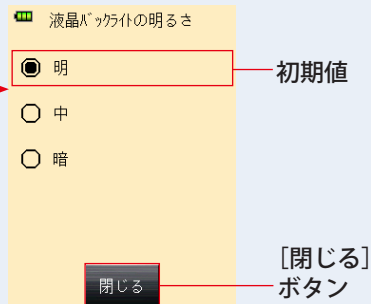 液晶ﾊﾞｯｸﾗｲﾄの明るさ
明
初期値
中
暗
閉じる
[閉じる]
ボタン